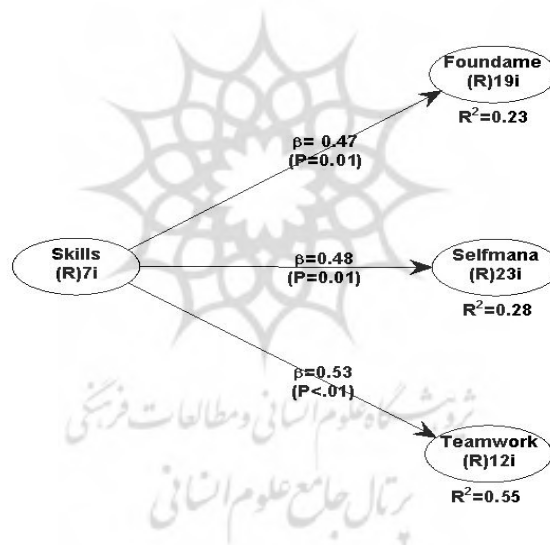 Foundame
(R)19i
R²=0.23
β= 0.47
(P=0.01)
Skills
(R)7i
β=0.48
(P=0.01)
Selfmana
(R)23i
R²=0.28
β=0.53
(P<.01)
Teamwork
(R)12i
R²=0.55
پژوهشگاه علوم انسانی و مطالعات فرهنگی
پرتال جامع علوم انسانی